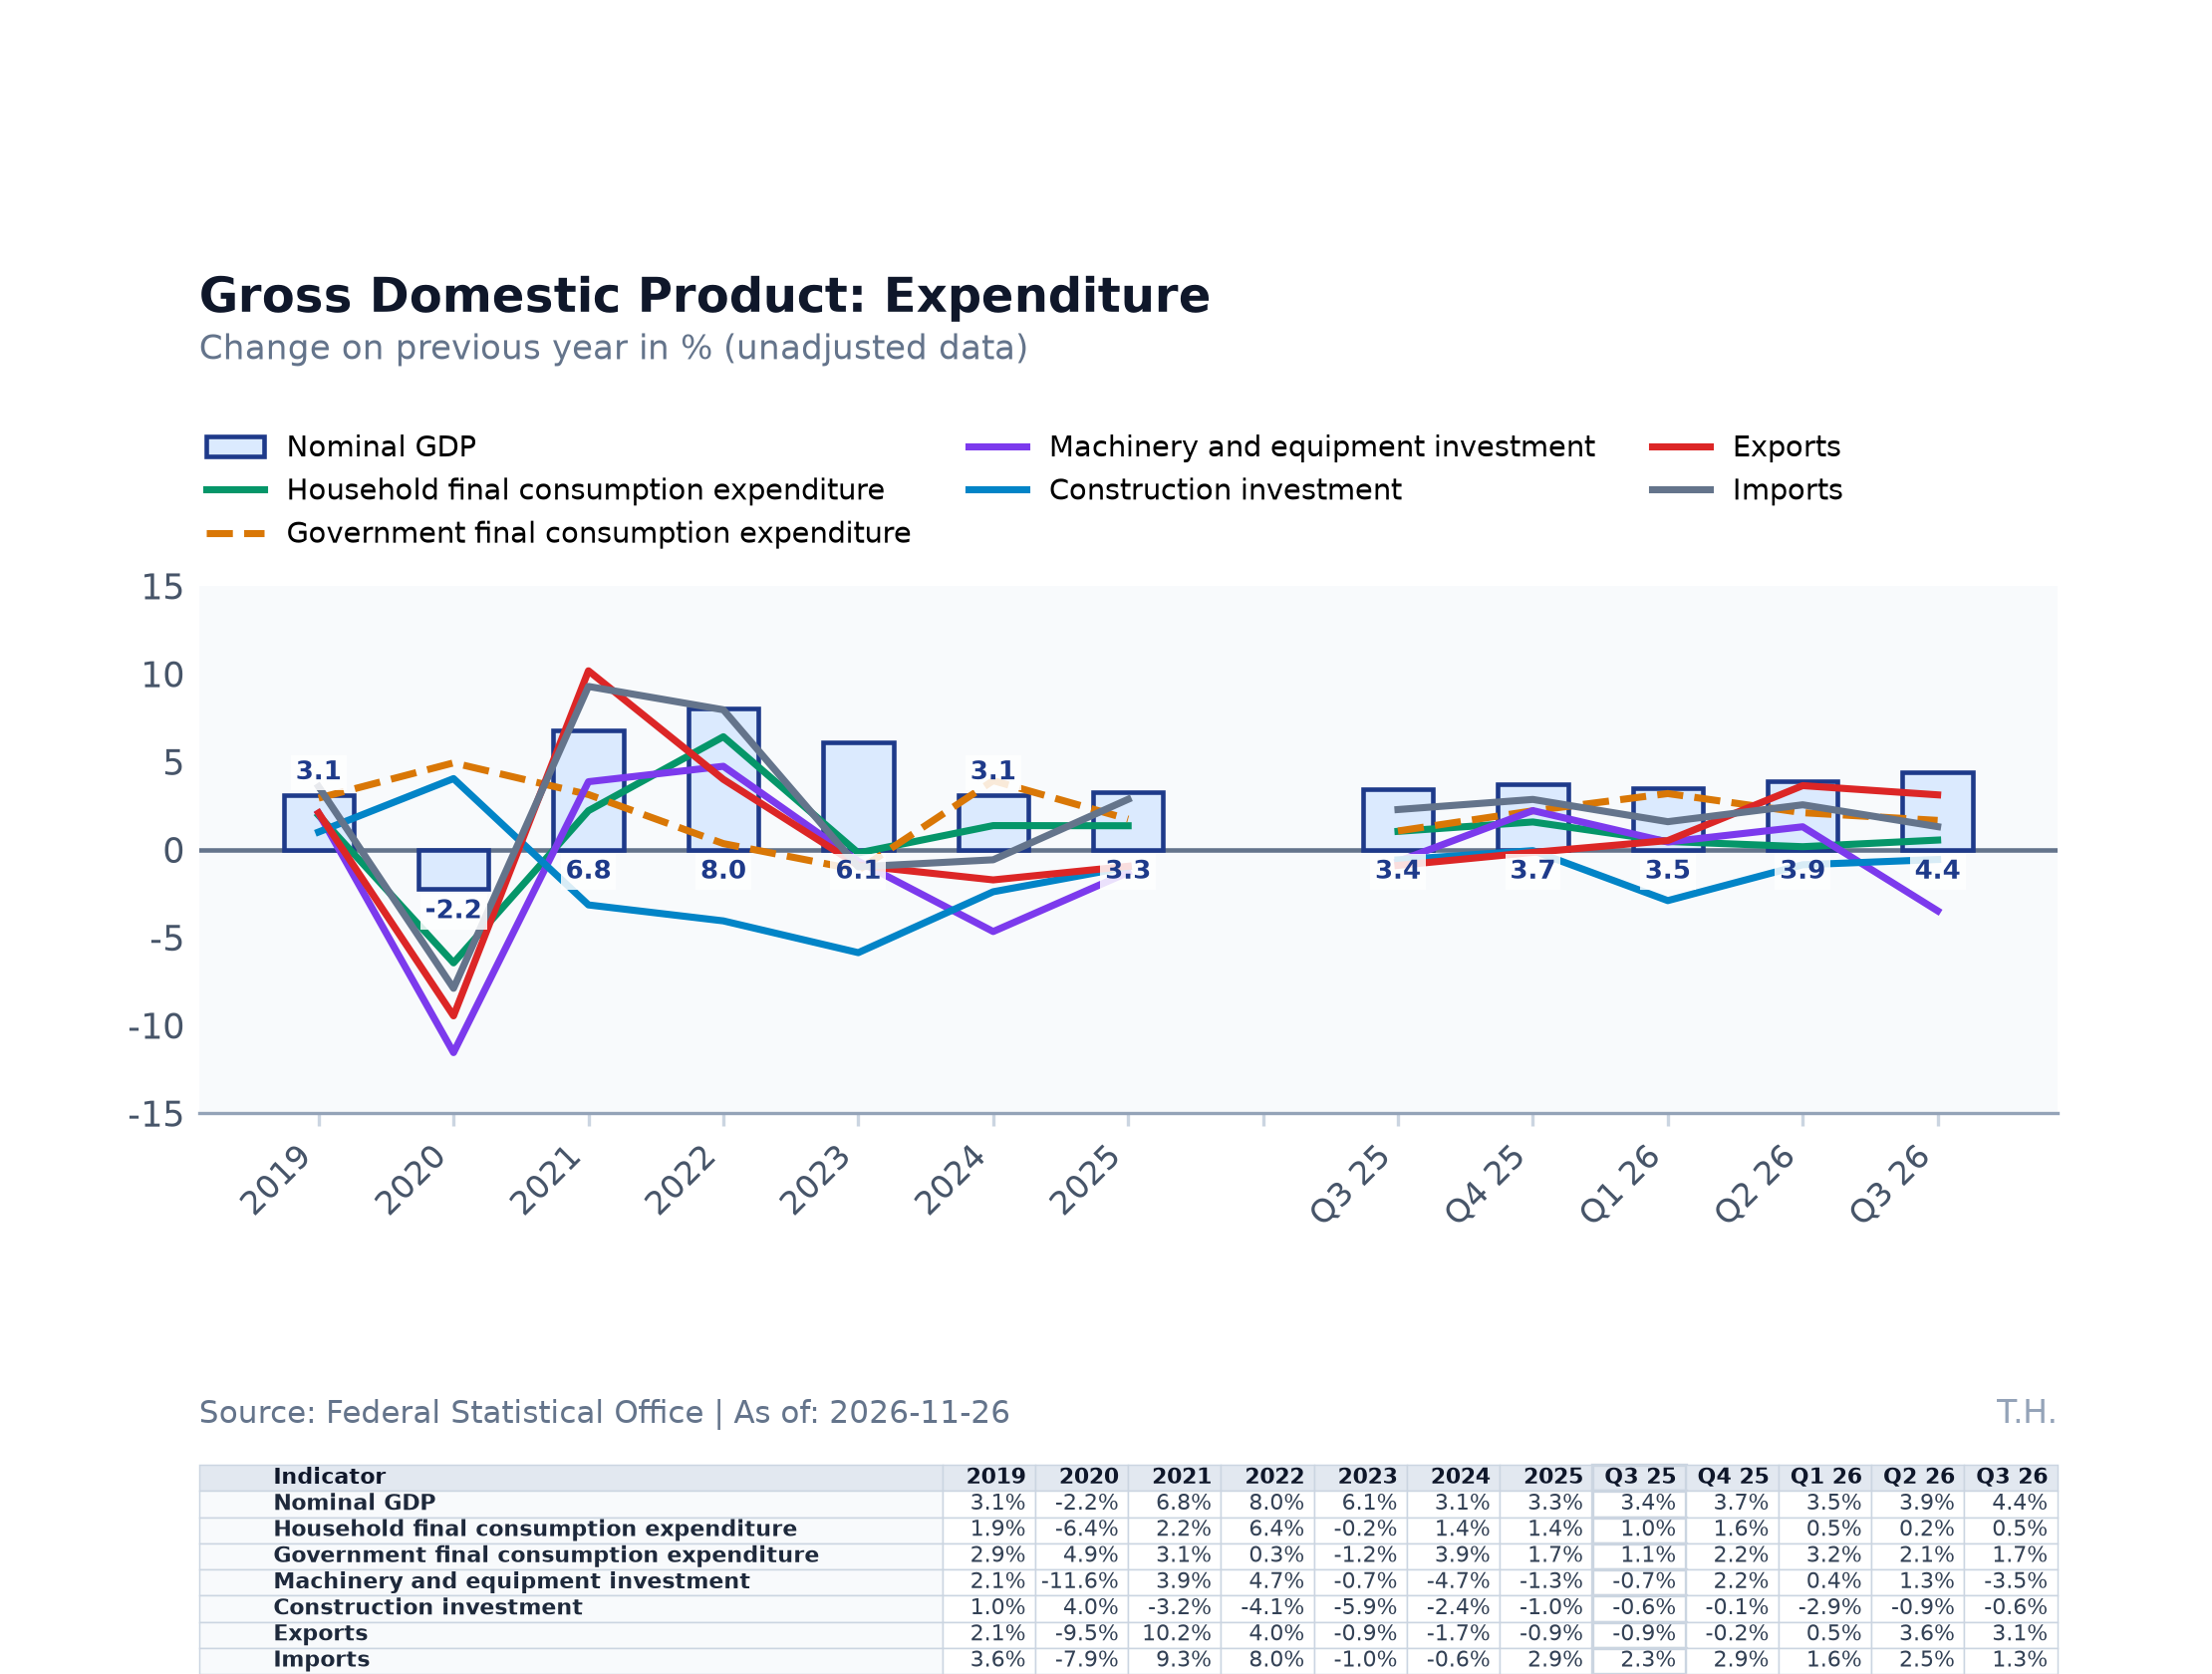 Gross Domestic Product: Expenditure
Change on previous year in % (unadjusted data)
Nominal GDP
Household final consumption expenditure
Government final consumption expenditure
Machinery and equipment investment
Construction investment
Exports
Imports
15
10
5
0
-5
-10
-15
3.1
-2.2
6.8
8.0
6.1
3.1
3.3
3.4
3.7
3.5
3.9
4.4
2019 2020 2021 2022 2023 2024 2025 Q3 25 Q4 25 Q1 26 Q2 26 Q3 26
Source: Federal Statistical Office | As of: 2026-11-26
T.H.
Indicator 2019 2020 2021 2022 2023 2024 2025 Q3 25 Q4 25 Q1 26 Q2 26 Q3 26
Nominal GDP 3.1% -2.2% 6.8% 8.0% 6.1% 3.1% 3.3% 3.4% 3.7% 3.5% 3.9% 4.4%
Household final consumption expenditure 1.9% -6.4% 2.2% 6.4% -0.2% 1.4% 1.4% 1.0% 1.6% 0.5% 0.2% 0.5%
Government final consumption expenditure 2.9% 4.9% 3.1% 0.3% -1.2% 3.9% 1.7% 1.1% 2.2% 3.2% 2.1% 1.7%
Machinery and equipment investment 2.1% -11.6% 3.9% 4.7% -0.7% -4.7% -1.3% -0.7% 2.2% 0.4% 1.3% -3.5%
Construction investment 1.0% 4.0% -3.2% -4.1% -5.9% -2.4% -1.0% -0.6% -0.1% -2.9% -0.9% -0.6%
Exports 2.1% -9.5% 10.2% 4.0% -0.9% -1.7% -0.9% -0.9% -0.2% 0.5% 3.6% 3.1%
Imports 3.6% -7.9% 9.3% 8.0% -1.0% -0.6% 2.9% 2.3% 2.9% 1.6% 2.5% 1.3%